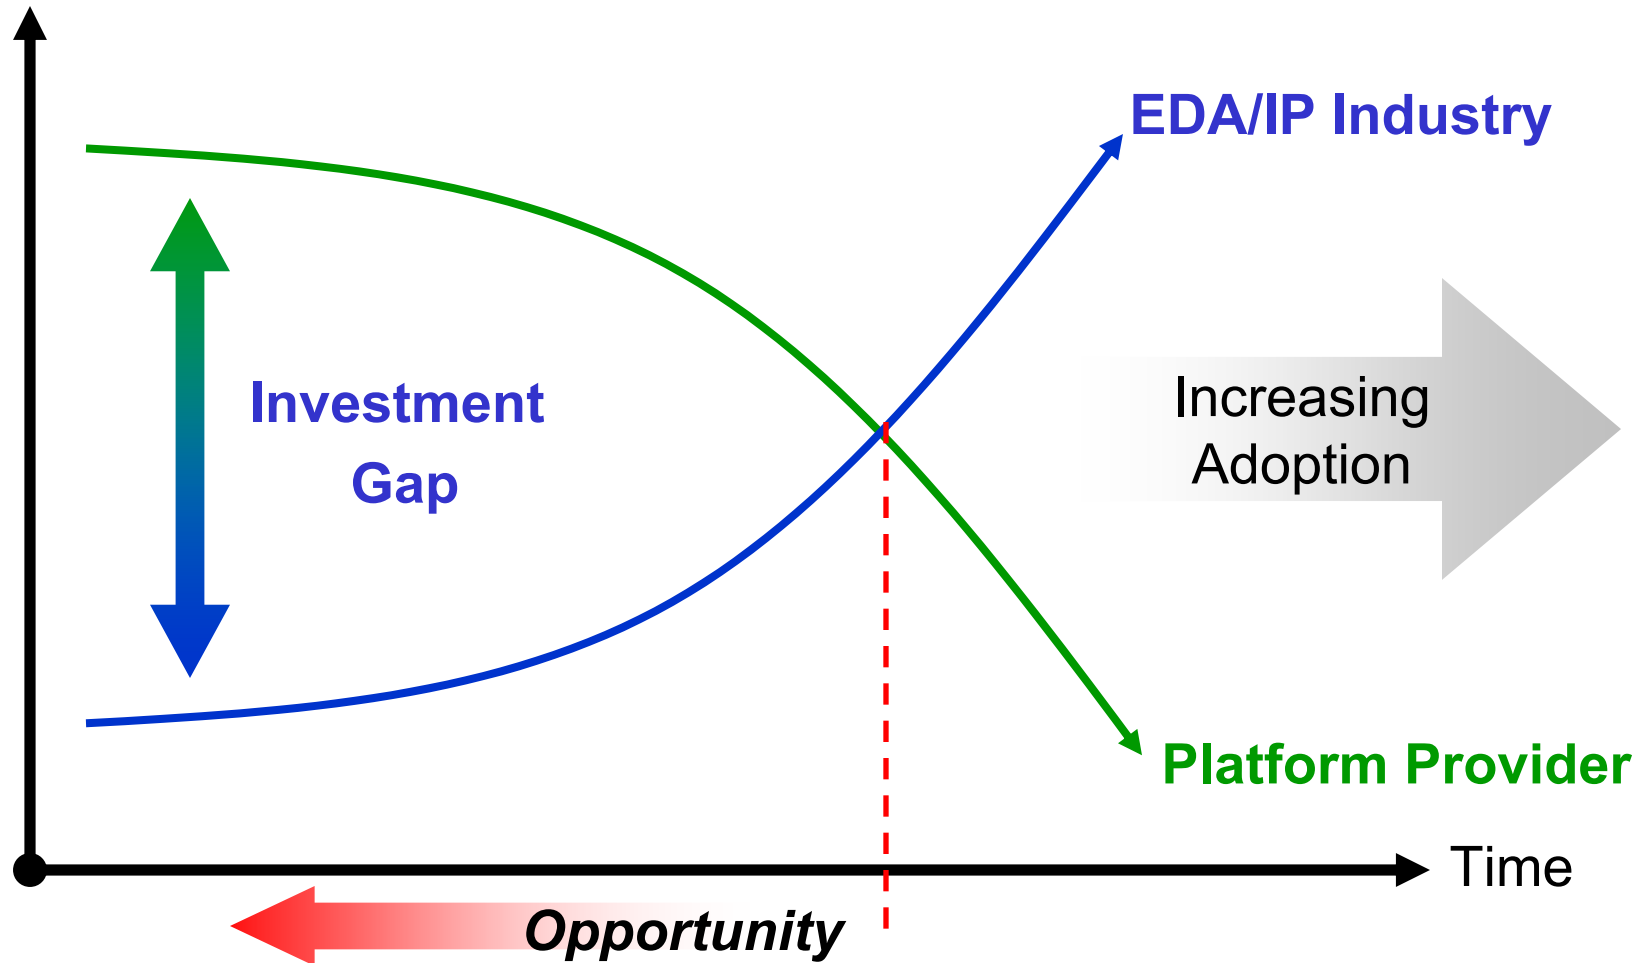 EDA/IP Industry
Investment
Gap
Increasing
Adoption
Platform Provider
Time
Opportunity